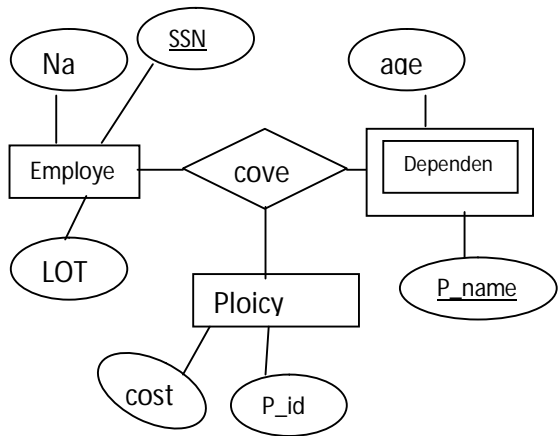 SSN
Na
age
Employe
cove
Dependen
LOT
Ploicy
P_name
cost
P_id